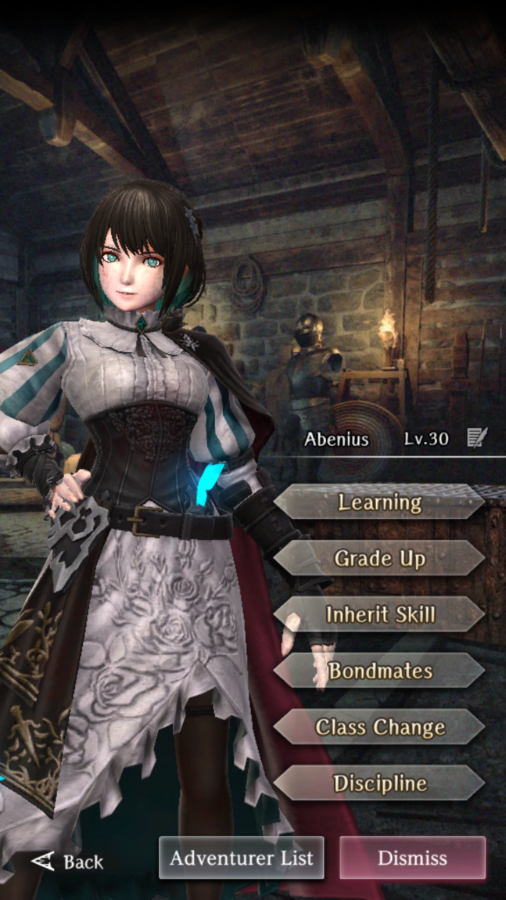 Abenius Lv.30
Learning
Grade Up
Inherit Skill
Bondmates
Class Change
Discipline
Back
Adventurer List
Dismiss